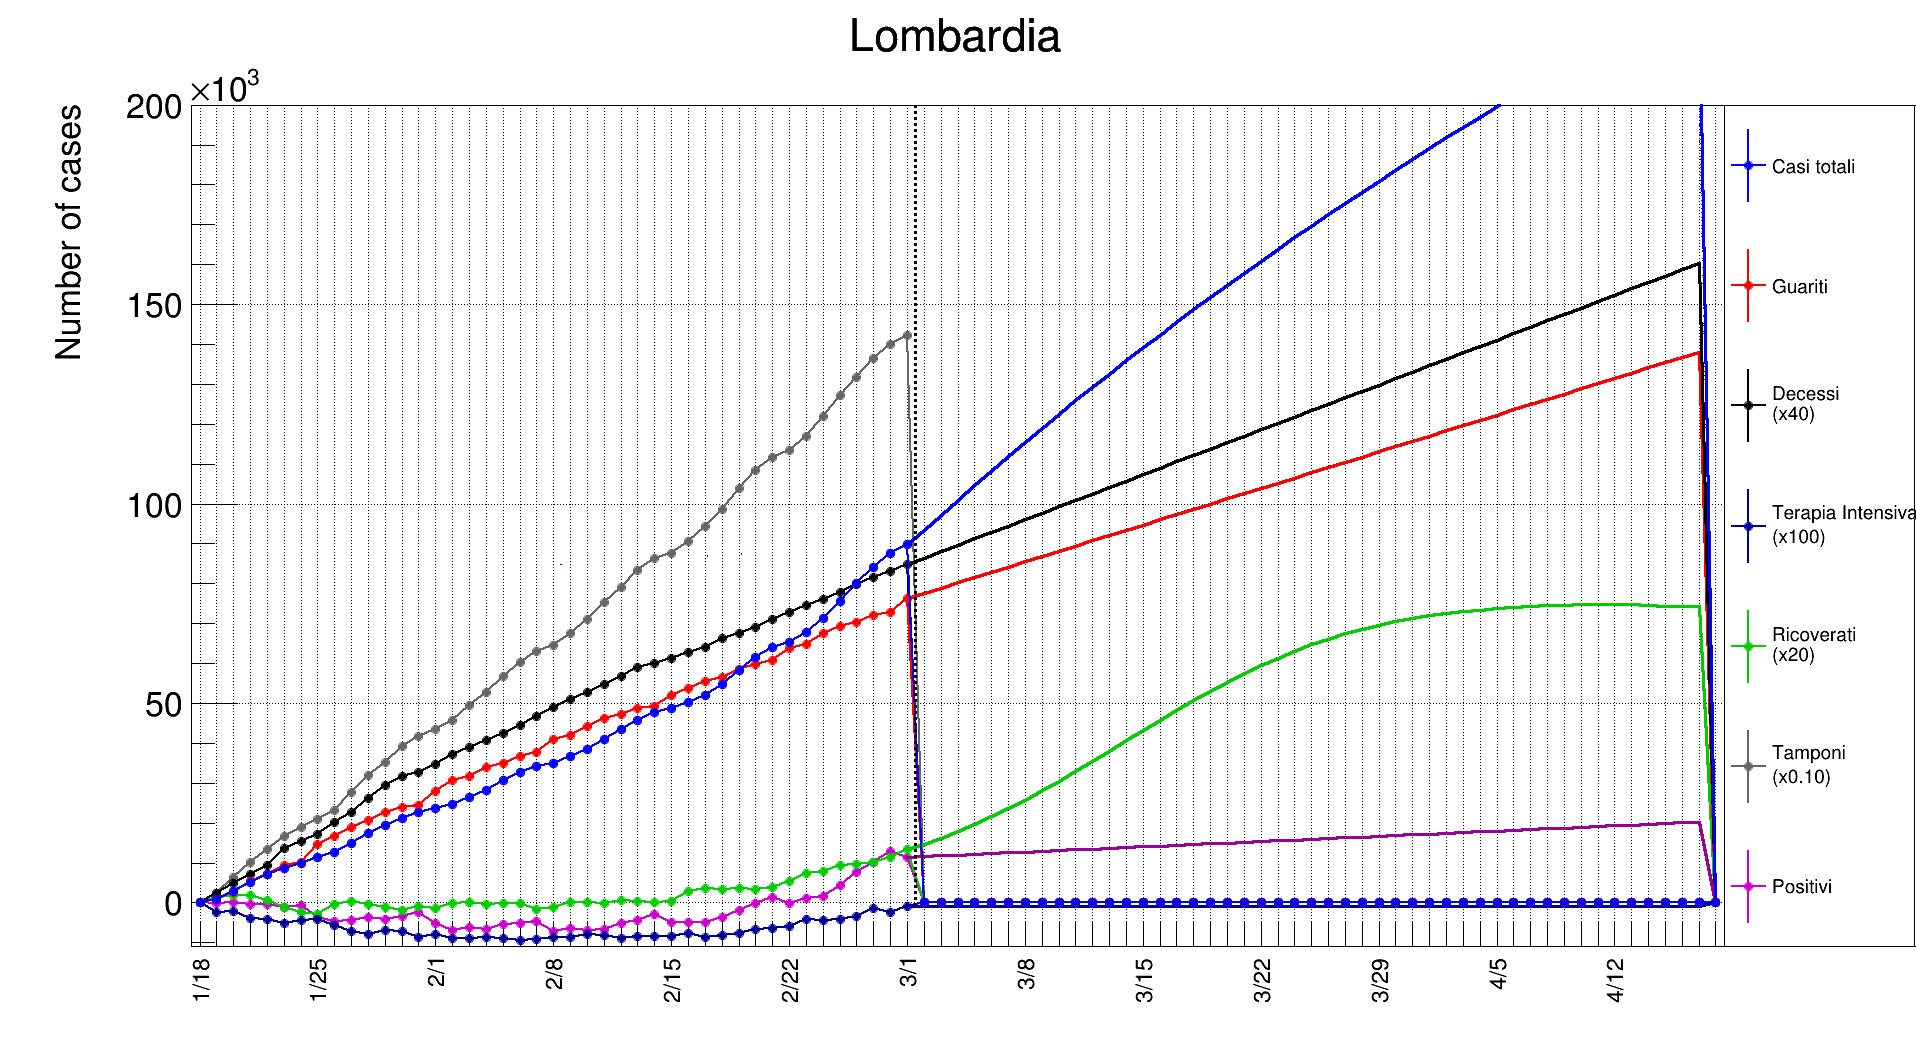 Lombardia
×10³
Number of cases
200
150
100
50
0
1/18
1/25
2/1
2/8
2/15
2/22
3/1
3/8
3/15
3/22
3/29
4/5
4/12
Casi totali
Guariti
Decessi
(x40)
Terapia Intensiva
(x100)
Ricoverati
(x20)
Tamponi
(x0.10)
Positivi